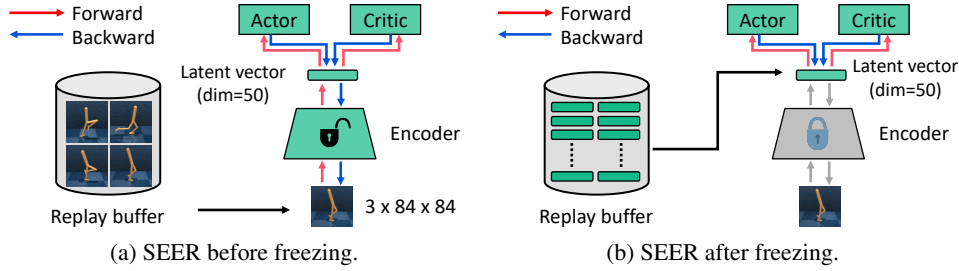 Forward
Backward
Actor
Critic
Latent vector
(dim=50)
Encoder
Replay buffer
3 x 84 x 84
(a) SEER before freezing.
Forward
Backward
Actor
Critic
Latent vector
(dim=50)
Encoder
Replay buffer
(b) SEER after freezing.